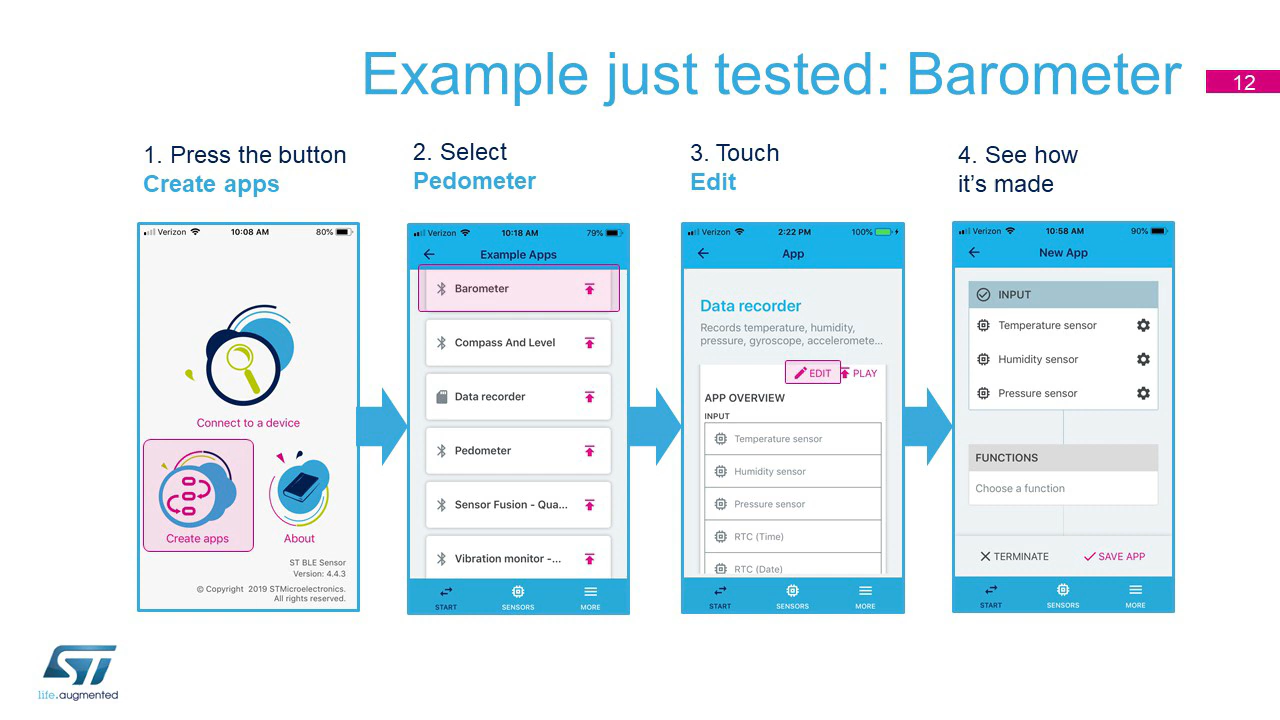 Example just tested: Barometer
12
1. Press the button
Create apps
2. Select
Pedometer
3. Touch
Edit
4. See how
it's made
Verizon 10:08 AM 80%
Connect to a device
Create apps
About
ST BLE Sensor
Version: 4.4.3
© Copyright 2019 STMicroelectronics.
All rights reserved.
Verizon 10:18 AM 79%
Example Apps
Barometer
Compass And Level
Data recorder
Pedometer
Sensor Fusion - Qua...
Vibration monitor -...
START SENSORS MORE
Verizon 2:22 PM 100%
App
Data recorder
Records temperature, humidity,
pressure, gyroscope, acceleromete...
EDIT PLAY
APP OVERVIEW
INPUT
Temperature sensor
Humidity sensor
Pressure sensor
RTC (Time)
RTC (Date)
START SENSORS MORE
Verizon 10:58 AM 90%
New App
INPUT
Temperature sensor
Humidity sensor
Pressure sensor
FUNCTIONS
Choose a function
TERMINATE SAVE APP
START SENSORS MORE
ST
life.augmented